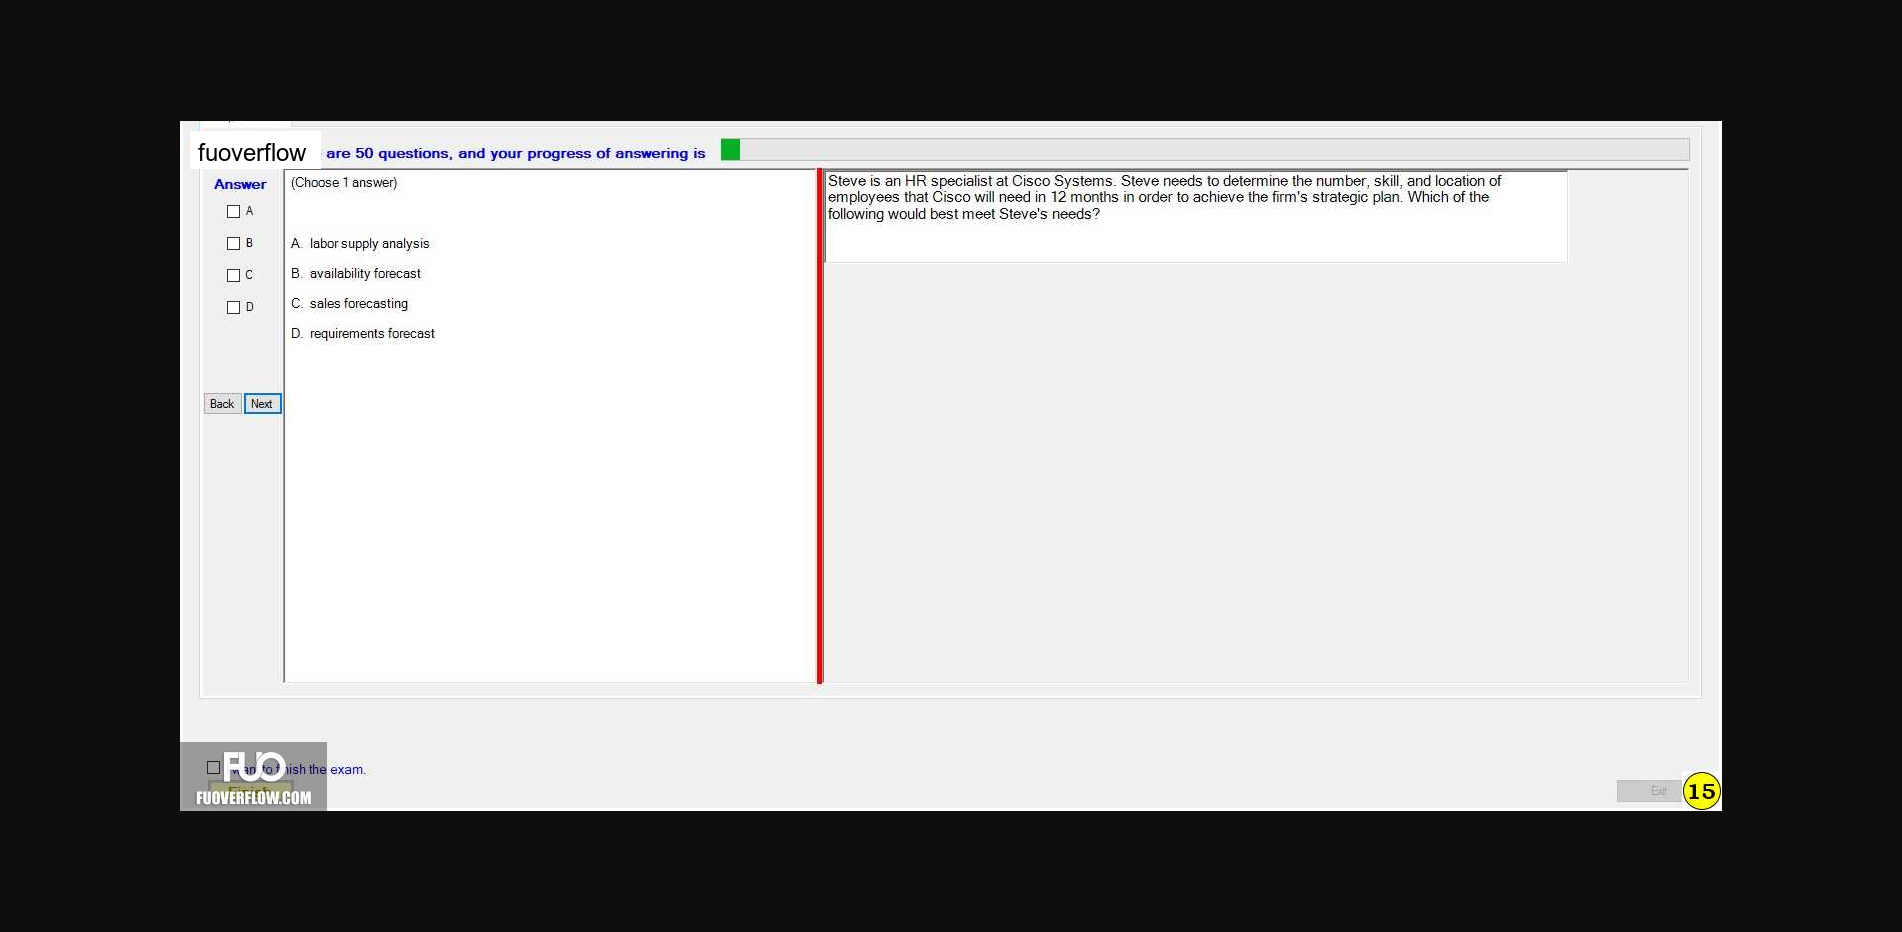 fuoverflow are 50 questions, and your progress of answering is
Answer
A
B
C
D
Back Next
(Choose 1 answer)
A. labor supply analysis
B. availability forecast
C. sales forecasting
D. requirements forecast
Steve is an HR specialist at Cisco Systems. Steve needs to determine the number, skill, and location of
employees that Cisco will need in 12 months in order to achieve the firm's strategic plan. Which of the
following would best meet Steve's needs?
FUO
want to finish the exam.
Finish
FUOVERFLOW.COM
Exit
15